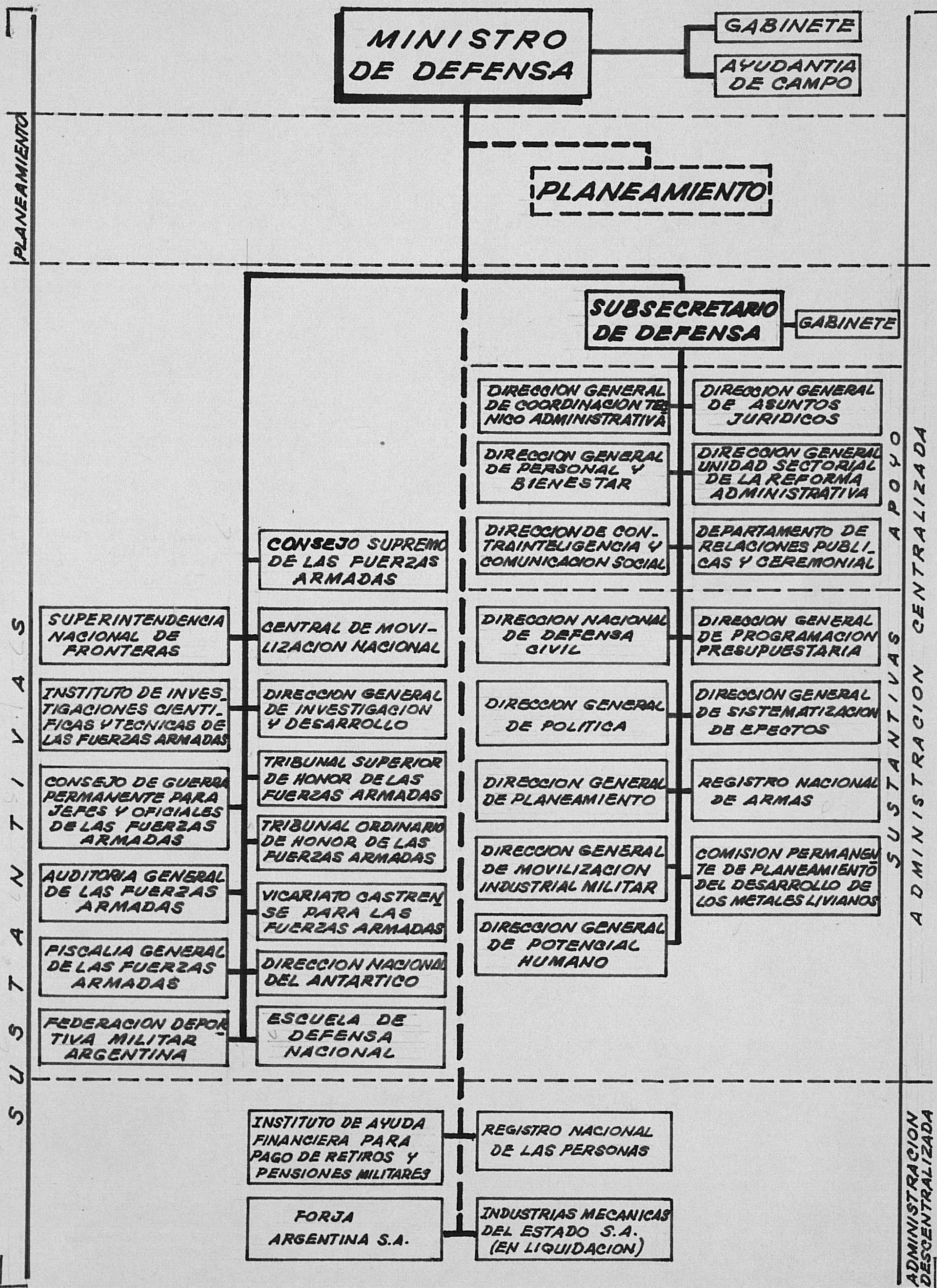 MINISTRO
DE DEFENSA
GABINETE
AYUDANTIA
DE CAMPO
PLANEAMIENTO
PLANEAMIENTO
SUBSECRETARIO
DE DEFENSA
GABINETE
DIRECCION GENERAL
DE COORDINACION TEC
NICO ADMINISTRATIVA
DIRECCION GENERAL
DE ASUNTOS
JURIDICOS
DIRECCION GENERAL
DE PERSONAL Y
BIENESTAR
DIRECCION GENERAL
UNIDAD SECTORIAL
DE LA REFORMA
ADMINISTRATIVA
DIRECCION DE CON-
TRAINTELIGENCIA Y
COMUNICACION SOCIAL
DEPARTAMENTO DE
RELACIONES PUBLI-
CAS Y CEREMONIAL
APOYO
CONSEJO SUPREMO
DE LAS FUERZAS
ARMADAS
SUPERINTENDENCIA
NACIONAL DE
FRONTERAS
CENTRAL DE MOVI-
LIZACION NACIONAL
INSTITUTO DE INVES-
TIGACIONES CIENTI-
FICAS Y TECNICAS DE
LAS FUERZAS ARMADAS
DIRECCION GENERAL
DE INVESTIGACION
Y DESARROLLO
CONSEJO DE GUERRA
PERMANENTE PARA
JEFES Y OFICIALES
DE LAS FUERZAS
ARMADAS
TRIBUNAL SUPERIOR
DE HONOR DE LAS
FUERZAS ARMADAS
TRIBUNAL ORDINARIO
DE HONOR DE LAS
FUERZAS ARMADAS
AUDITORIA GENERAL
DE LAS FUERZAS
ARMADAS
VICARIATO CASTREN
SE PARA LAS
FUERZAS ARMADAS
FISCALIA GENERAL
DE LAS FUERZAS
ARMADAS
DIRECCION NACIONAL
DEL ANTARTICO
FEDERACION DEPOR-
TIVA MILITAR
ARGENTINA
ESCUELA DE
DEFENSA
NACIONAL
SUSTANTIVAS
DIRECCION NACIONAL
DE DEFENSA
CIVIL
DIRECCION GENERAL
DE PROGRAMACION
PRESUPUESTARIA
DIRECCION GENERAL
DE POLITICA
DIRECCION GENERAL
DE SISTEMATIZACION
DE EFECTOS
DIRECCION GENERAL
DE PLANEAMIENTO
REGISTRO NACIONAL
DE ARMAS
DIRECCION GENERAL
DE MOVILIZACION
INDUSTRIAL MILITAR
COMISION PERMANEN
TE DE PLANEAMIENTO
DEL DESARROLLO DE
LOS METALES LIVIANOS
DIRECCION GENERAL
DE POTENCIAL
HUMANO
SUSTANTIVAS
ADMINISTRACION CENTRALIZADA
INSTITUTO DE AYUDA
FINANCIERA PARA
PAGO DE RETIROS Y
PENSIONES MILITARES
REGISTRO NACIONAL
DE LAS PERSONAS
FORJA
ARGENTINA S.A.
INDUSTRIAS MECANICAS
DEL ESTADO S.A.
(EN LIQUIDACION)
ADMINISTRACION
DESCENTRALIZADA